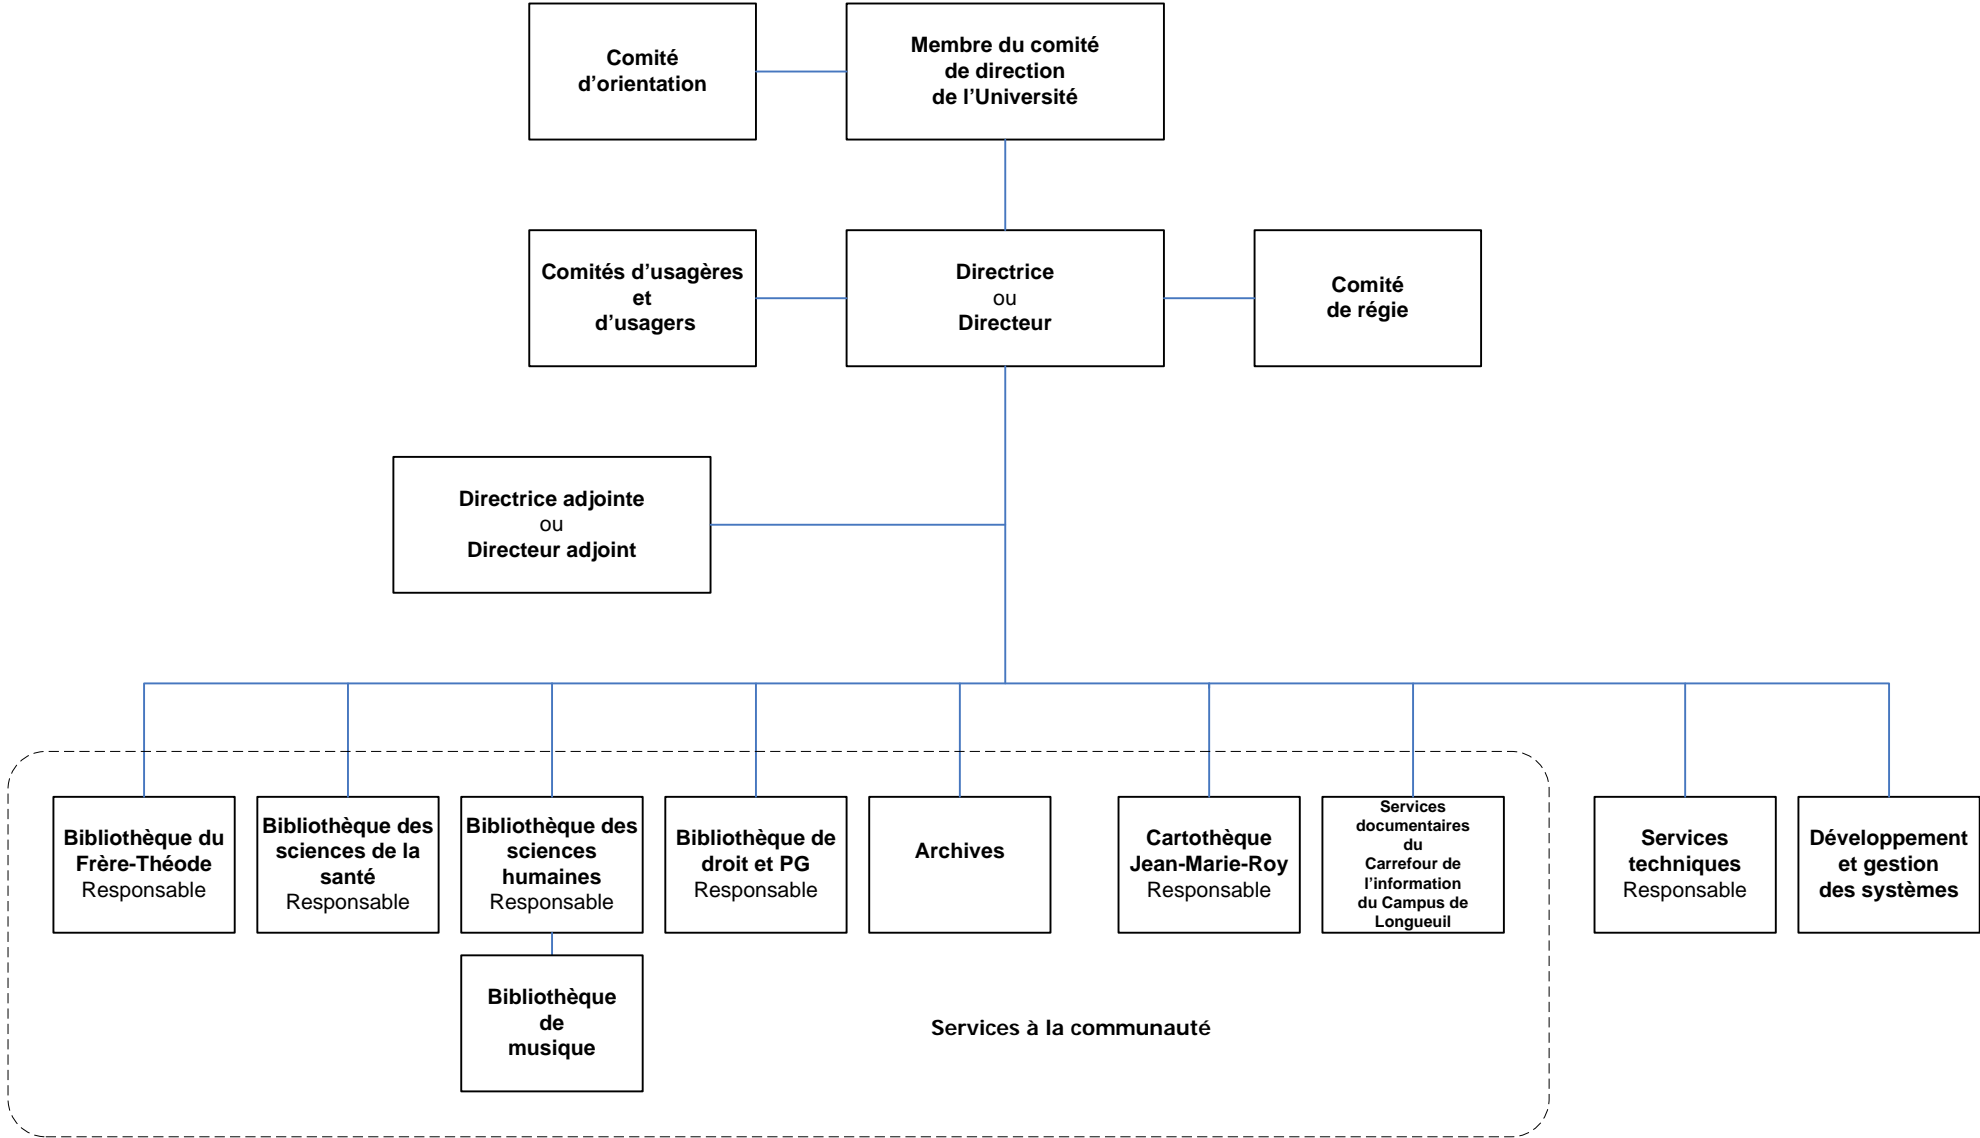 Comité
d'orientation
Membre du comité
de direction
de l'Université
Comités d'usagères
et
d'usagers
Directrice
ou
Directeur
Comité
de régie
Directrice adjointe
ou
Directeur adjoint
Bibliothèque du
Frère-Théode
Responsable
Bibliothèque des
sciences de la
santé
Responsable
Bibliothèque des
sciences
humaines
Responsable
Bibliothèque de
droit et PG
Responsable
Archives
Cartothèque
Jean-Marie-Roy
Responsable
Services
documentaires
du
Carrefour de
l'information
du Campus de
Longueuil
Services
techniques
Responsable
Développement
et gestion
des systèmes
Bibliothèque
de
musique
Services à la communauté